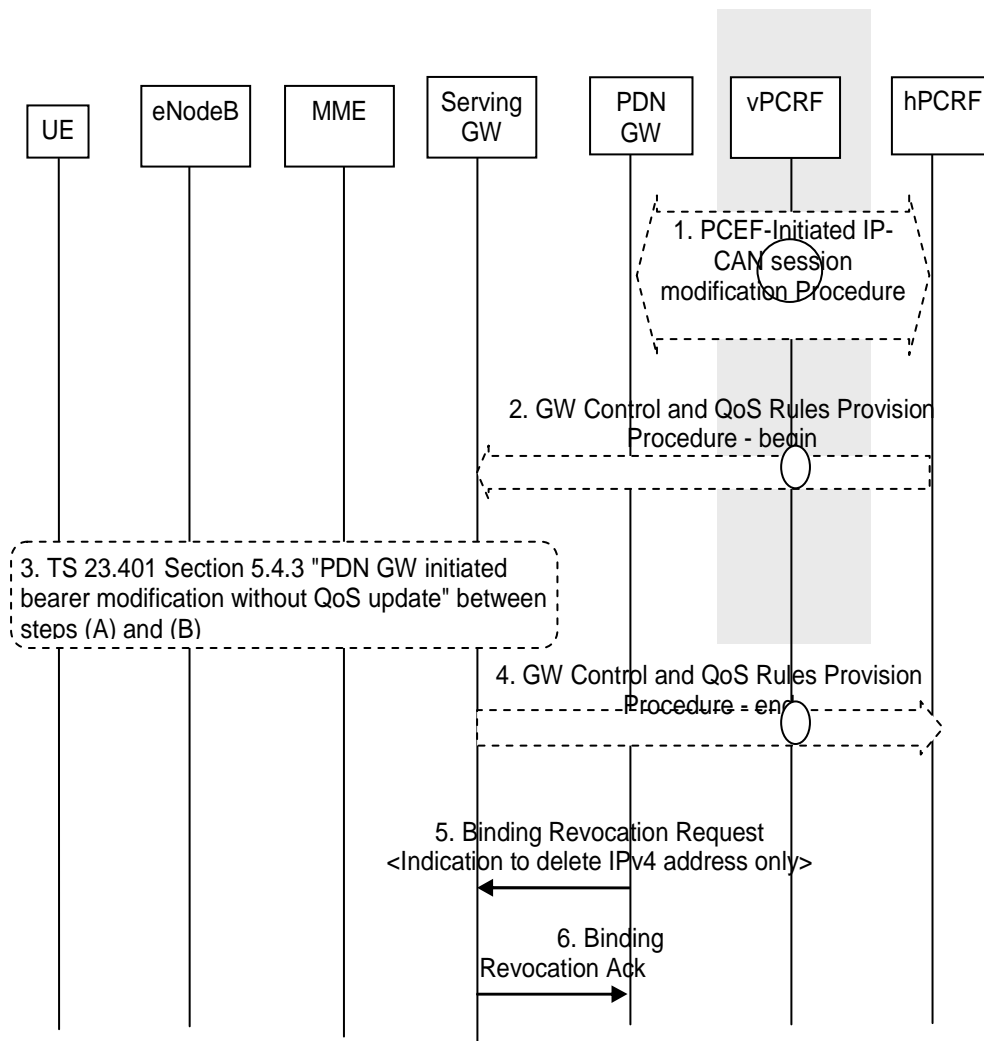 UE
eNodeB
MME
Serving
GW
PDN
GW
vPCRF
hPCRF
1. PCEF-Initiated IP-
CAN session
modification Procedure
2. GW Control and QoS Rules Provision
Procedure - begin
3. TS 23.401 Section 5.4.3 "PDN GW initiated
bearer modification without QoS update" between
steps (A) and (B)
4. GW Control and QoS Rules Provision
Procedure - end
5. Binding Revocation Request
<Indication to delete IPv4 address only>
6. Binding
Revocation Ack